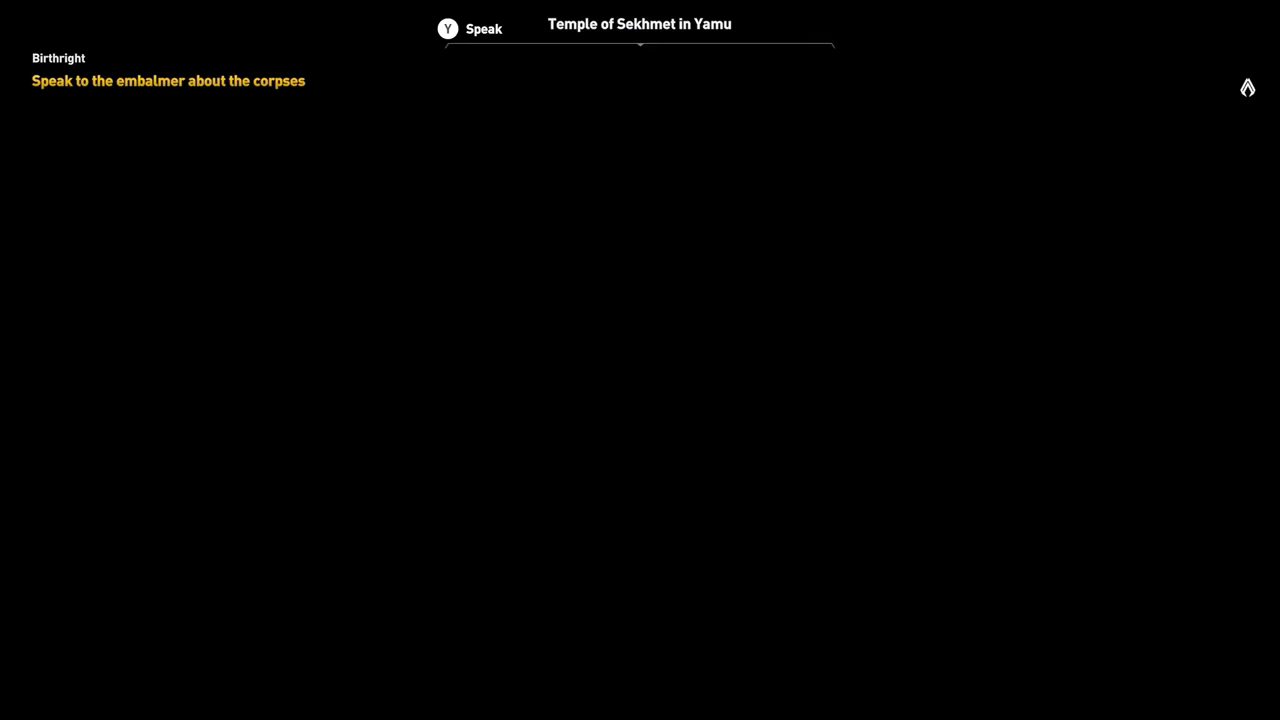 Temple of Sekhmet in Yamu
Y Speak
Birthright
Speak to the embalmer about the corpses